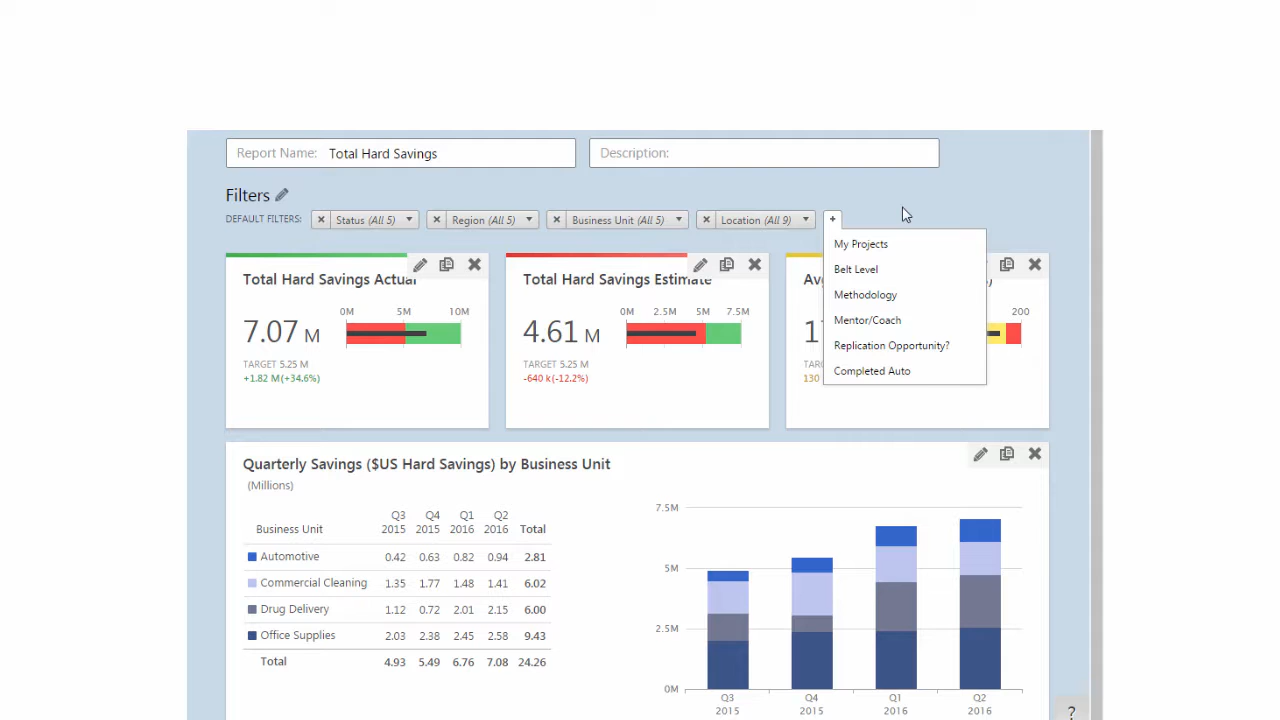 Report Name: Total Hard Savings
Description:
Filters
DEFAULT FILTERS:
Status (All 5)
Region (All 5)
Business Unit (All 5)
Location (All 9)
+
My Projects
Belt Level
Methodology
Mentor/Coach
Replication Opportunity?
Completed Auto
Total Hard Savings Actual
0M 5M 10M
7.07 M
TARGET 5.25 M
+1.82 M(+34.6%)
Total Hard Savings Estimate
0M 2.5M 5M 7.5M
4.61 M
TARGET 5.25 M
-640 k(-12.2%)
200
130
Quarterly Savings ($US Hard Savings) by Business Unit
(Millions)
Business Unit Q3 2015 Q4 2015 Q1 2016 Q2 2016 Total
Automotive 0.42 0.63 0.82 0.94 2.81
Commercial Cleaning 1.35 1.77 1.48 1.41 6.02
Drug Delivery 1.12 0.72 2.01 2.15 6.00
Office Supplies 2.03 2.38 2.45 2.58 9.43
Total 4.93 5.49 6.76 7.08 24.26
7.5M
5M
2.5M
0M
Q3 Q4 Q1 Q2
2015 2015 2016 2016
?